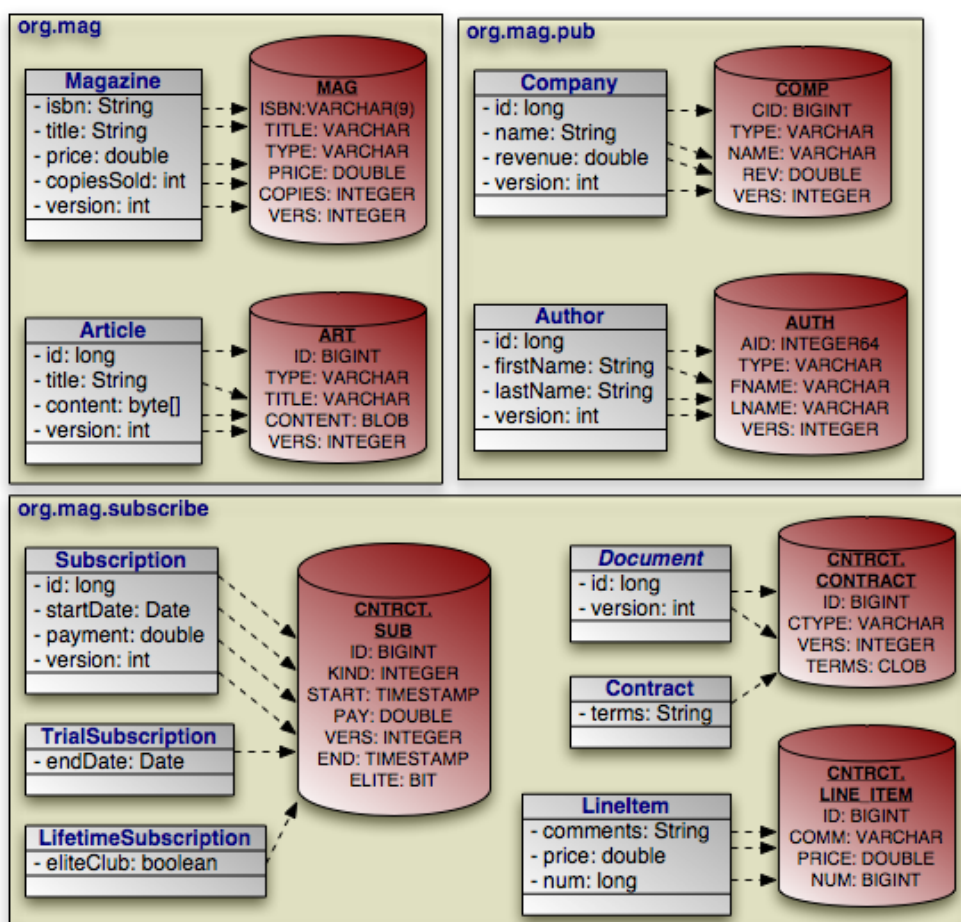 org.mag
Magazine
- isbn: String
- title: String
- price: double
- copiesSold: int
- version: int
MAG
ISBN:VARCHAR(9)
TITLE: VARCHAR
TYPE: VARCHAR
PRICE: DOUBLE
COPIES: INTEGER
VERS: INTEGER
Article
- id: long
- title: String
- content: byte[]
- version: int
ART
ID: BIGINT
TYPE: VARCHAR
TITLE: VARCHAR
CONTENT: BLOB
VERS: INTEGER
org.mag.pub
Company
- id: long
- name: String
- revenue: double
- version: int
COMP
CID: BIGINT
TYPE: VARCHAR
NAME: VARCHAR
REV: DOUBLE
VERS: INTEGER
Author
- id: long
- firstName: String
- lastName: String
- version: int
AUTH
AID: INTEGER64
TYPE: VARCHAR
FNAME: VARCHAR
LNAME: VARCHAR
VERS: INTEGER
org.mag.subscribe
Subscription
- id: long
- startDate: Date
- payment: double
- version: int
TrialSubscription
- endDate: Date
LifetimeSubscription
- eliteClub: boolean
CNTRCT.
SUB
ID: BIGINT
KIND: INTEGER
START: TIMESTAMP
PAY: DOUBLE
VERS: INTEGER
END: TIMESTAMP
ELITE: BIT
Document
- id: long
- version: int
Contract
- terms: String
CNTRCT.
CONTRACT
ID: BIGINT
CTYPE: VARCHAR
VERS: INTEGER
TERMS: CLOB
LineItem
- comments: String
- price: double
- num: long
CNTRCT.
LINE_ITEM
ID: BIGINT
COMM: VARCHAR
PRICE: DOUBLE
NUM: BIGINT